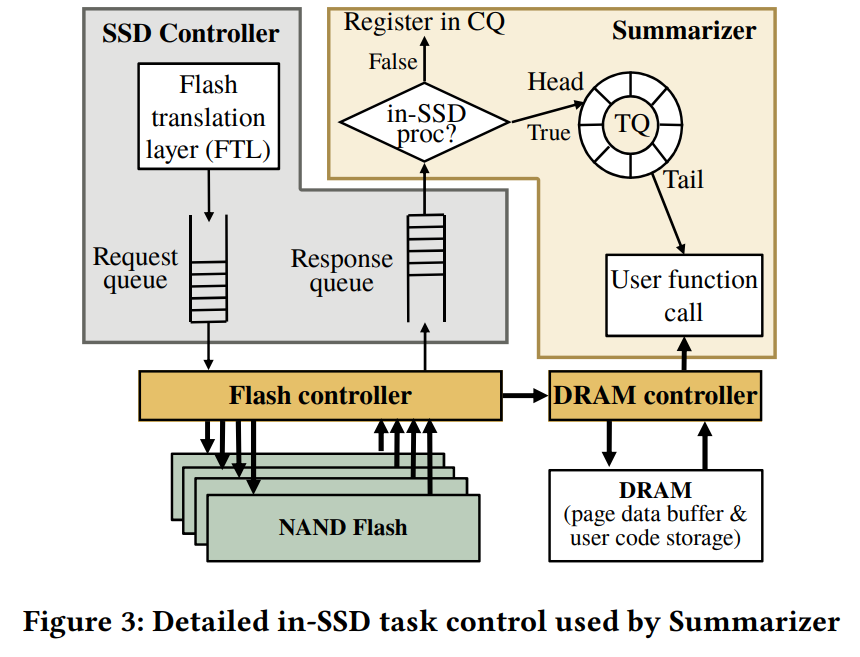 SSD Controller
Flash
translation
layer (FTL)
Request
queue
Response
queue
Register in CQ
Summarizer
False
in-SSD
proc?
Head
True
TQ
Tail
User function
call
Flash controller
DRAM controller
NAND Flash
DRAM
(page data buffer &
user code storage)
Figure 3: Detailed in-SSD task control used by Summarizer